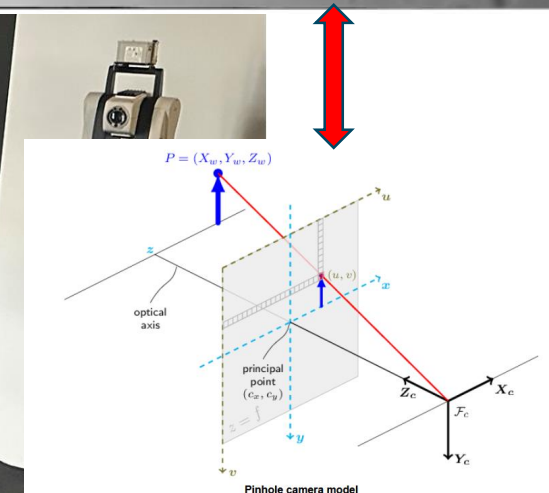 P = (X_w, Y_w, Z_w)
u
z
(u, v)
x
optical
axis
principal
point
(c_x, c_y)
Z_c
X_c
F_c
z = f
y
Y_c
v
Pinhole camera model